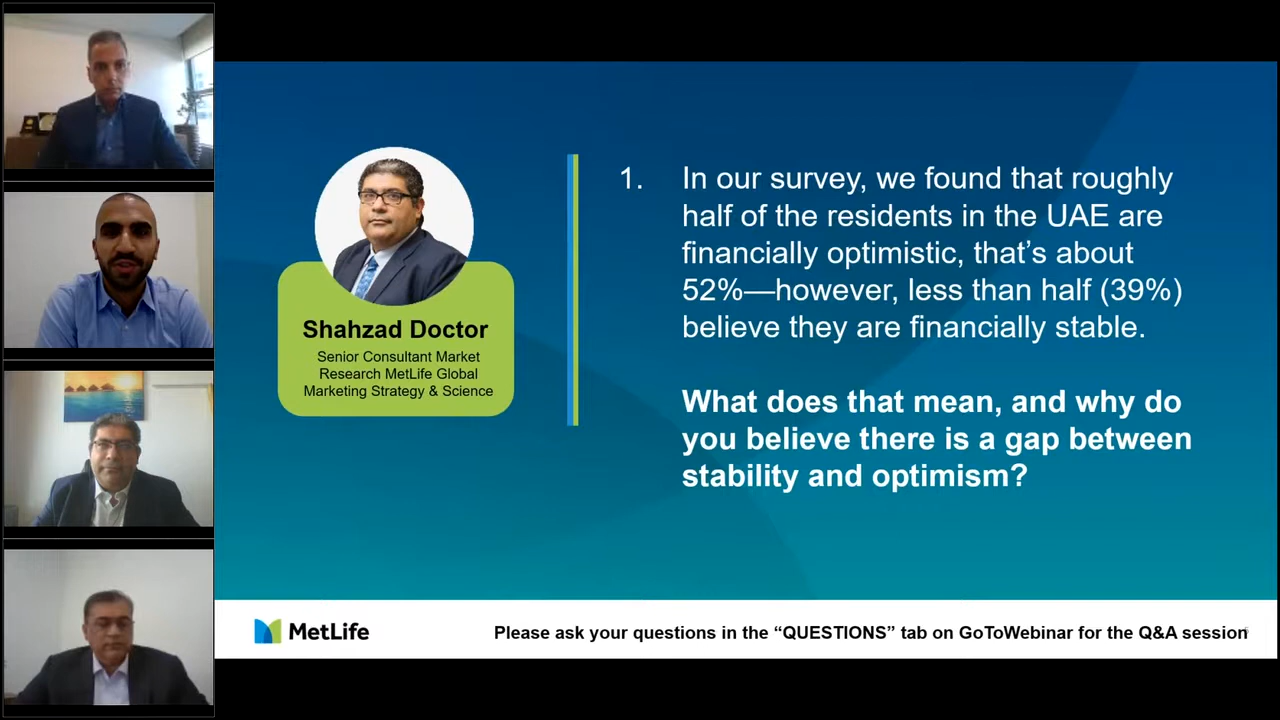 Shahzad Doctor
Senior Consultant Market
Research MetLife Global
Marketing Strategy & Science
1. In our survey, we found that roughly
half of the residents in the UAE are
financially optimistic, that’s about
52%—however, less than half (39%)
believe they are financially stable.
What does that mean, and why do
you believe there is a gap between
stability and optimism?
MetLife
Please ask your questions in the “QUESTIONS” tab on GoToWebinar for the Q&A session